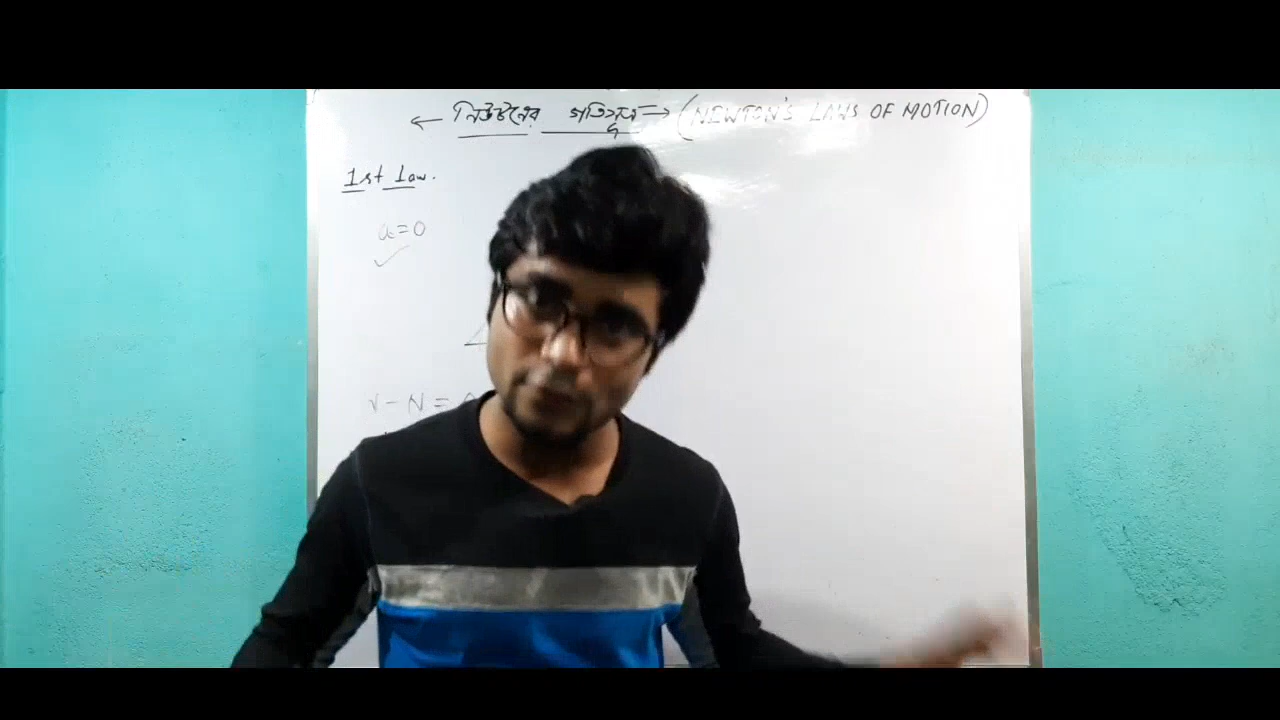 ← নিউটনের গতিসূত্র → (NEWTON'S LAWS OF MOTION)
1st Law.
a=0
- N =